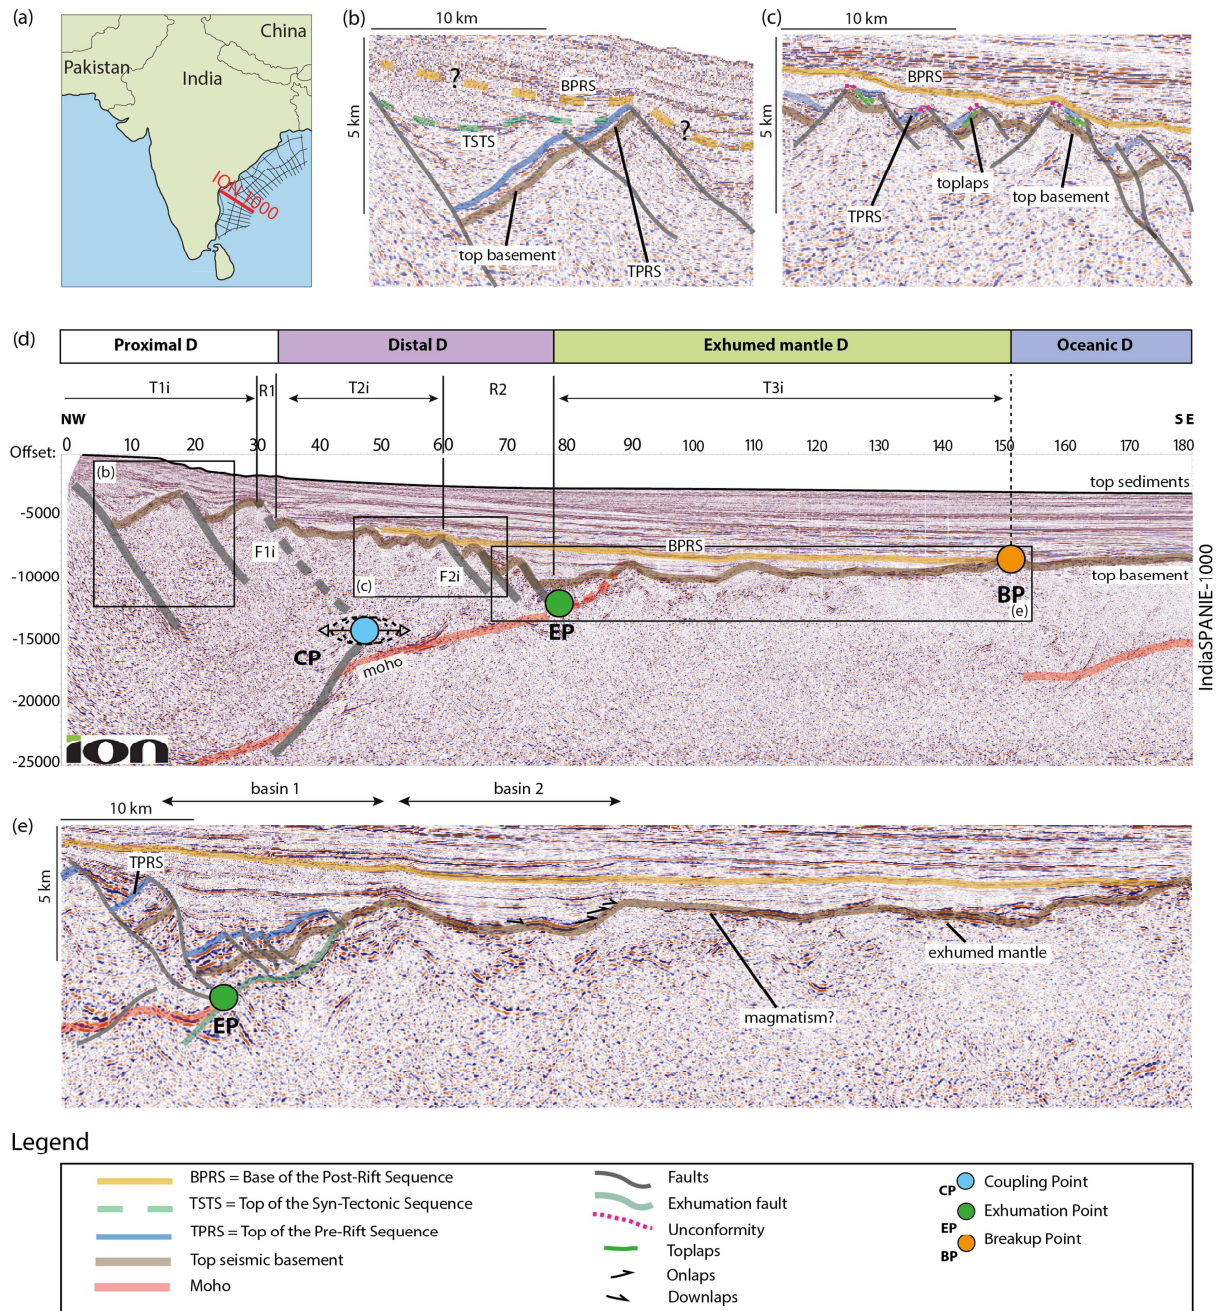 (a)
China
Pakistan
India
ION 1000
(b)
10 km
5 km
?
BPRS
TSTS
?
top basement
TPRS
(c)
10 km
5 km
BPRS
toplaps
top basement
TPRS
(d)
Proximal D
Distal D
Exhumed mantle D
Oceanic D
T1i
R1
T2i
R2
T3i
NW
SE
Offset:
0 10 20 30 40 50 60 70 80 90 100 110 120 130 140 150 160 170 180
(b)
top sediments
-5000
F1i
BPRS
F2i
(c)
top basement
-10000
BP
(e)
EP
-15000
CP
moho
-20000
ion
-25000
IndiaSPANIE-1000
basin 1
basin 2
(e)
10 km
5 km
TPRS
exhumed mantle
magmatism?
EP
Legend
BPRS = Base of the Post-Rift Sequence
TSTS = Top of the Syn-Tectonic Sequence
TPRS = Top of the Pre-Rift Sequence
Top seismic basement
Moho
Faults
Exhumation fault
Unconformity
Toplaps
Onlaps
Downlaps
CP Coupling Point
EP Exhumation Point
BP Breakup Point